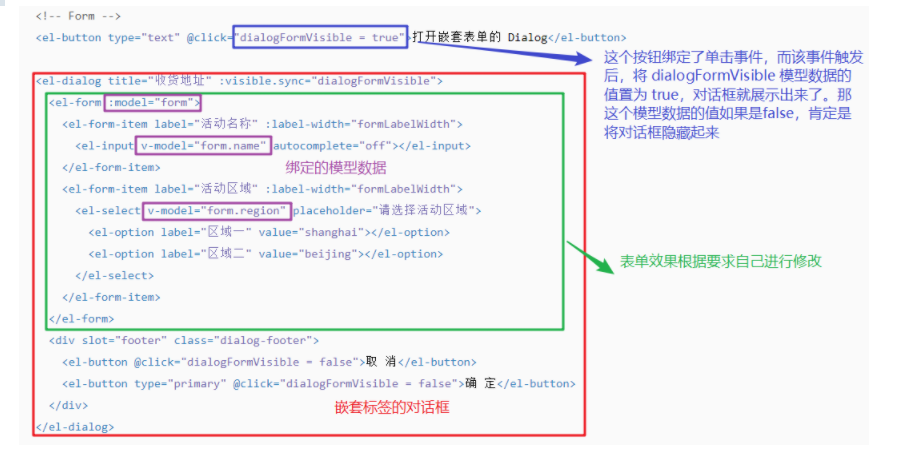 <!-- Form -->
<el-button type="text" @click="dialogFormVisible = true">打开嵌套表单的 Dialog</el-button>
这个按钮绑定了单击事件，而该事件触发
后，将 dialogFormVisible 模型数据的
值置为 true，对话框就展示出来了。那
这个模型数据的值如果是false，肯定是
将对话框隐藏起来
<el-dialog title="收货地址" :visible.sync="dialogFormVisible">
<el-form :model="form">
<el-form-item label="活动名称" :label-width="formLabelWidth">
<el-input v-model="form.name" autocomplete="off"></el-input>
</el-form-item>
绑定的模型数据
<el-form-item label="活动区域" :label-width="formLabelWidth">
<el-select v-model="form.region" placeholder="请选择活动区域">
<el-option label="区域一" value="shanghai"></el-option>
<el-option label="区域二" value="beijing"></el-option>
</el-select>
</el-form-item>
</el-form>
表单效果根据要求自己进行修改
<div slot="footer" class="dialog-footer">
<el-button @click="dialogFormVisible = false">取 消</el-button>
<el-button type="primary" @click="dialogFormVisible = false">确 定</el-button>
</div>
嵌套标签的对话框
</el-dialog>